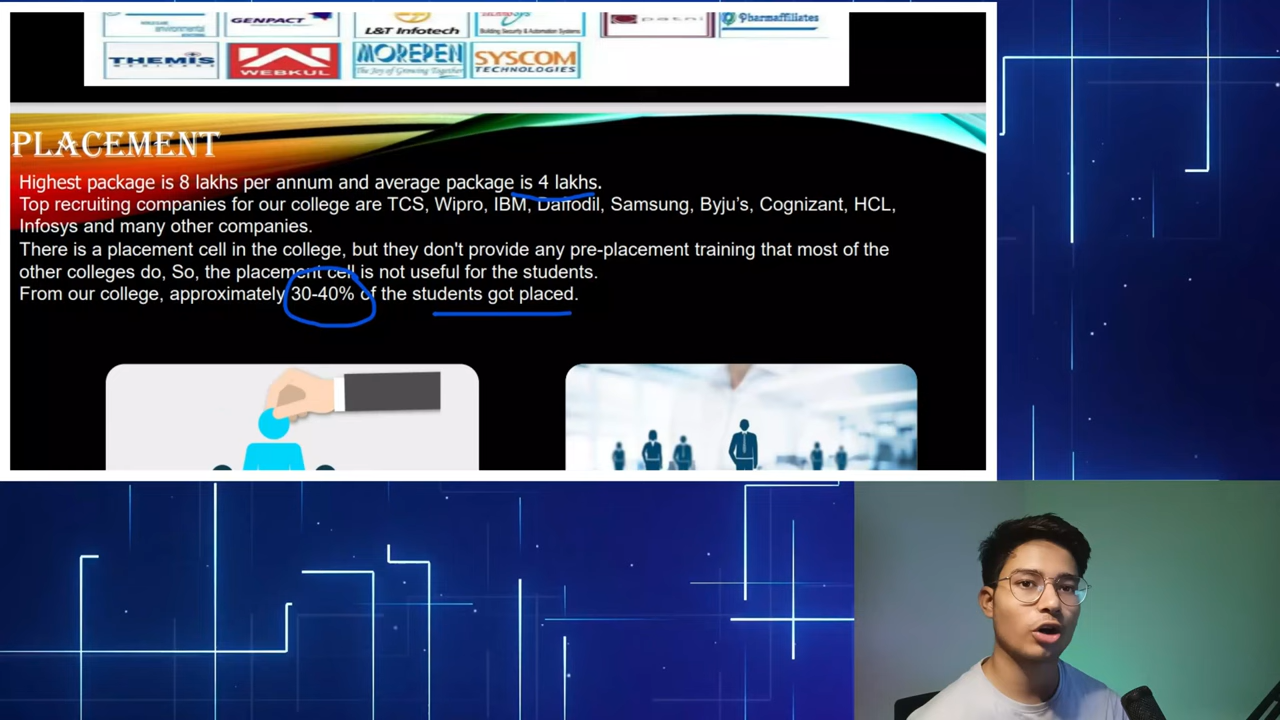 GENPACT
L&T Infotech
Building Security & Automation Systems
Pharmaffiliates
THEMIS
WEBKUL
MOREPEN
The Joy of Growing Together
SYSCOM
TECHNOLOGIES
PLACEMENT
Highest package is 8 lakhs per annum and average package is 4 lakhs.
Top recruiting companies for our college are TCS, Wipro, IBM, Daffodil, Samsung, Byju's, Cognizant, HCL,
Infosys and many other companies.
There is a placement cell in the college, but they don't provide any pre-placement training that most of the
other colleges do, So, the placement cell is not useful for the students.
From our college, approximately 30-40% of the students got placed.